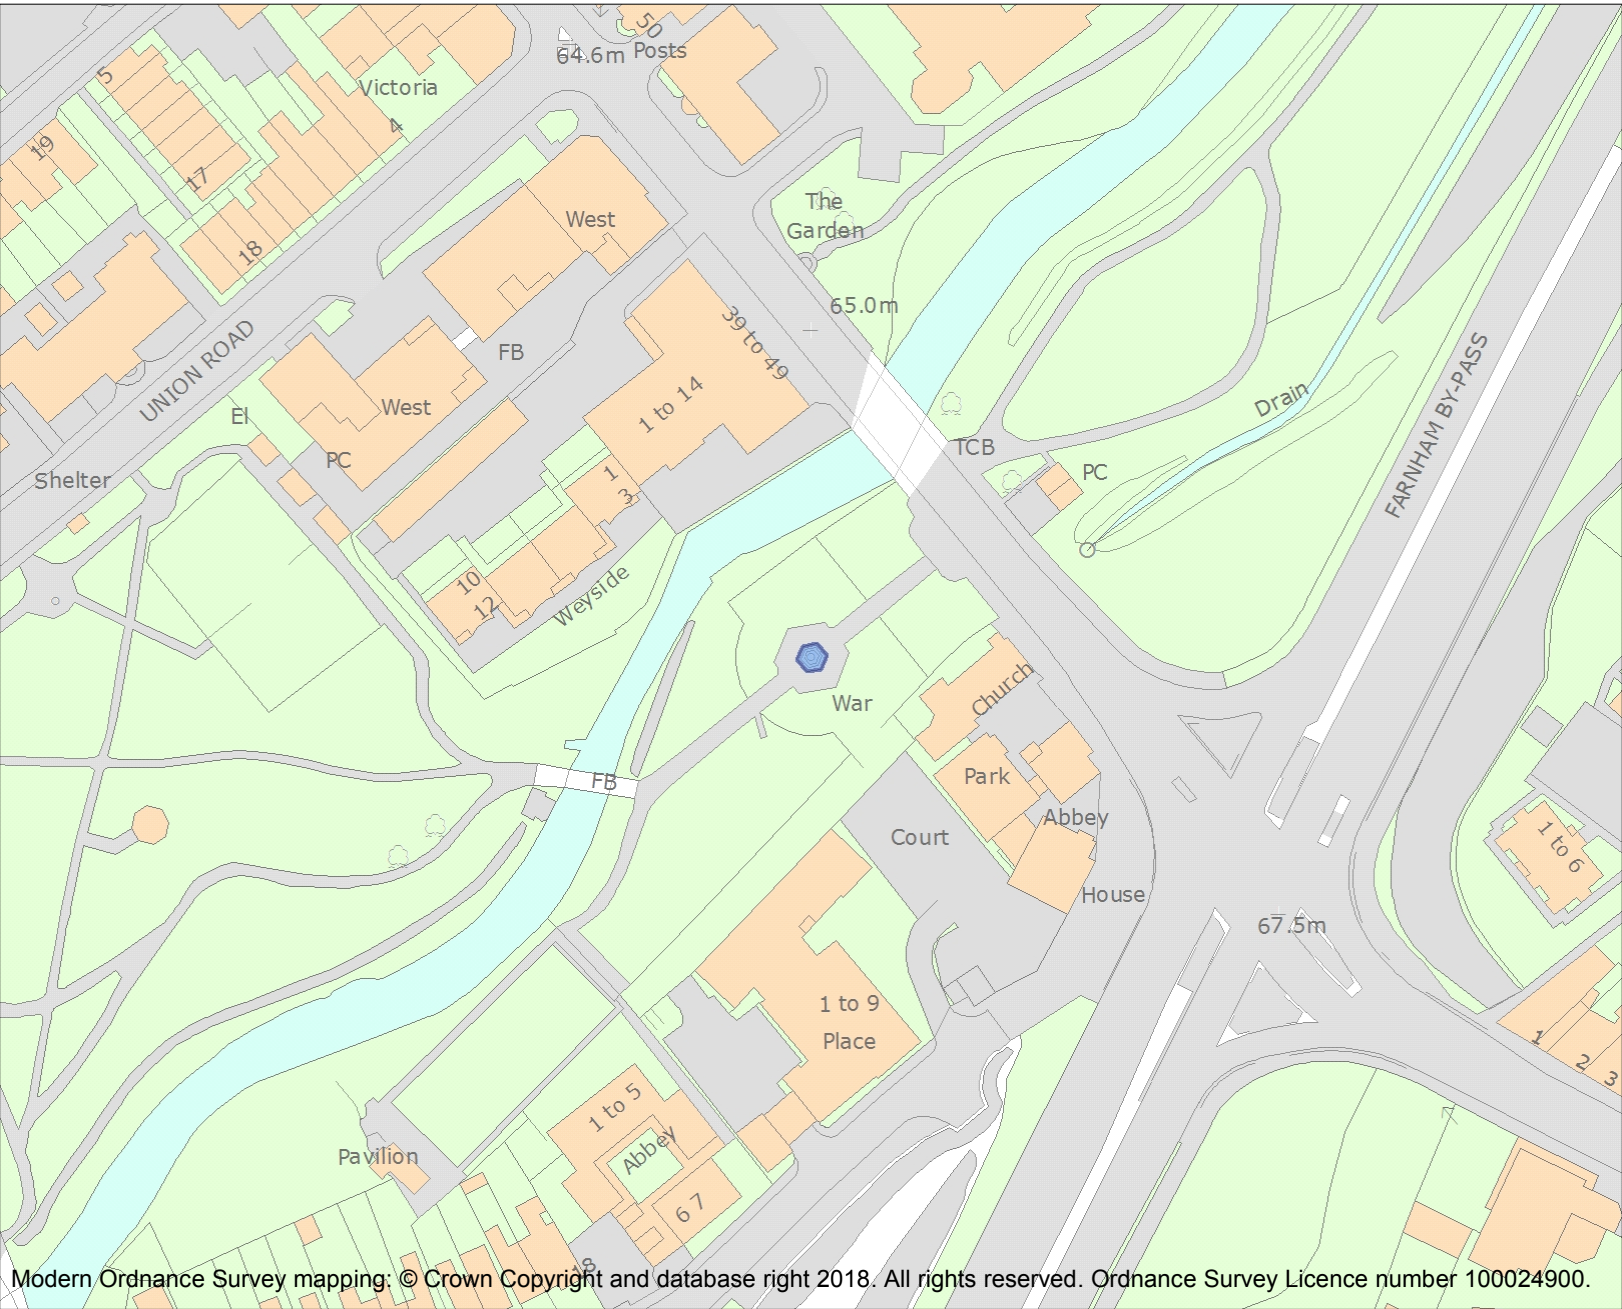 50
64.6m
Posts
5
Victoria
4
19
17
The
Garden
West
18
65.0m
UNION ROAD
39 to 49
FB
1 to 14
West
El
Drain
FARNHAM BY-PASS
TCB
PC
PC
Shelter
1
3
10
12
Weyside
Church
War
FB
Park
Abbey
Court
1 to 6
House
67.5m
1 to 9
Place
1
2
3
1 to 5
Abbey
Pavilion
6 7
18
Modern Ordnance Survey mapping: © Crown Copyright and database right 2018. All rights reserved. Ordnance Survey Licence number 100024900.